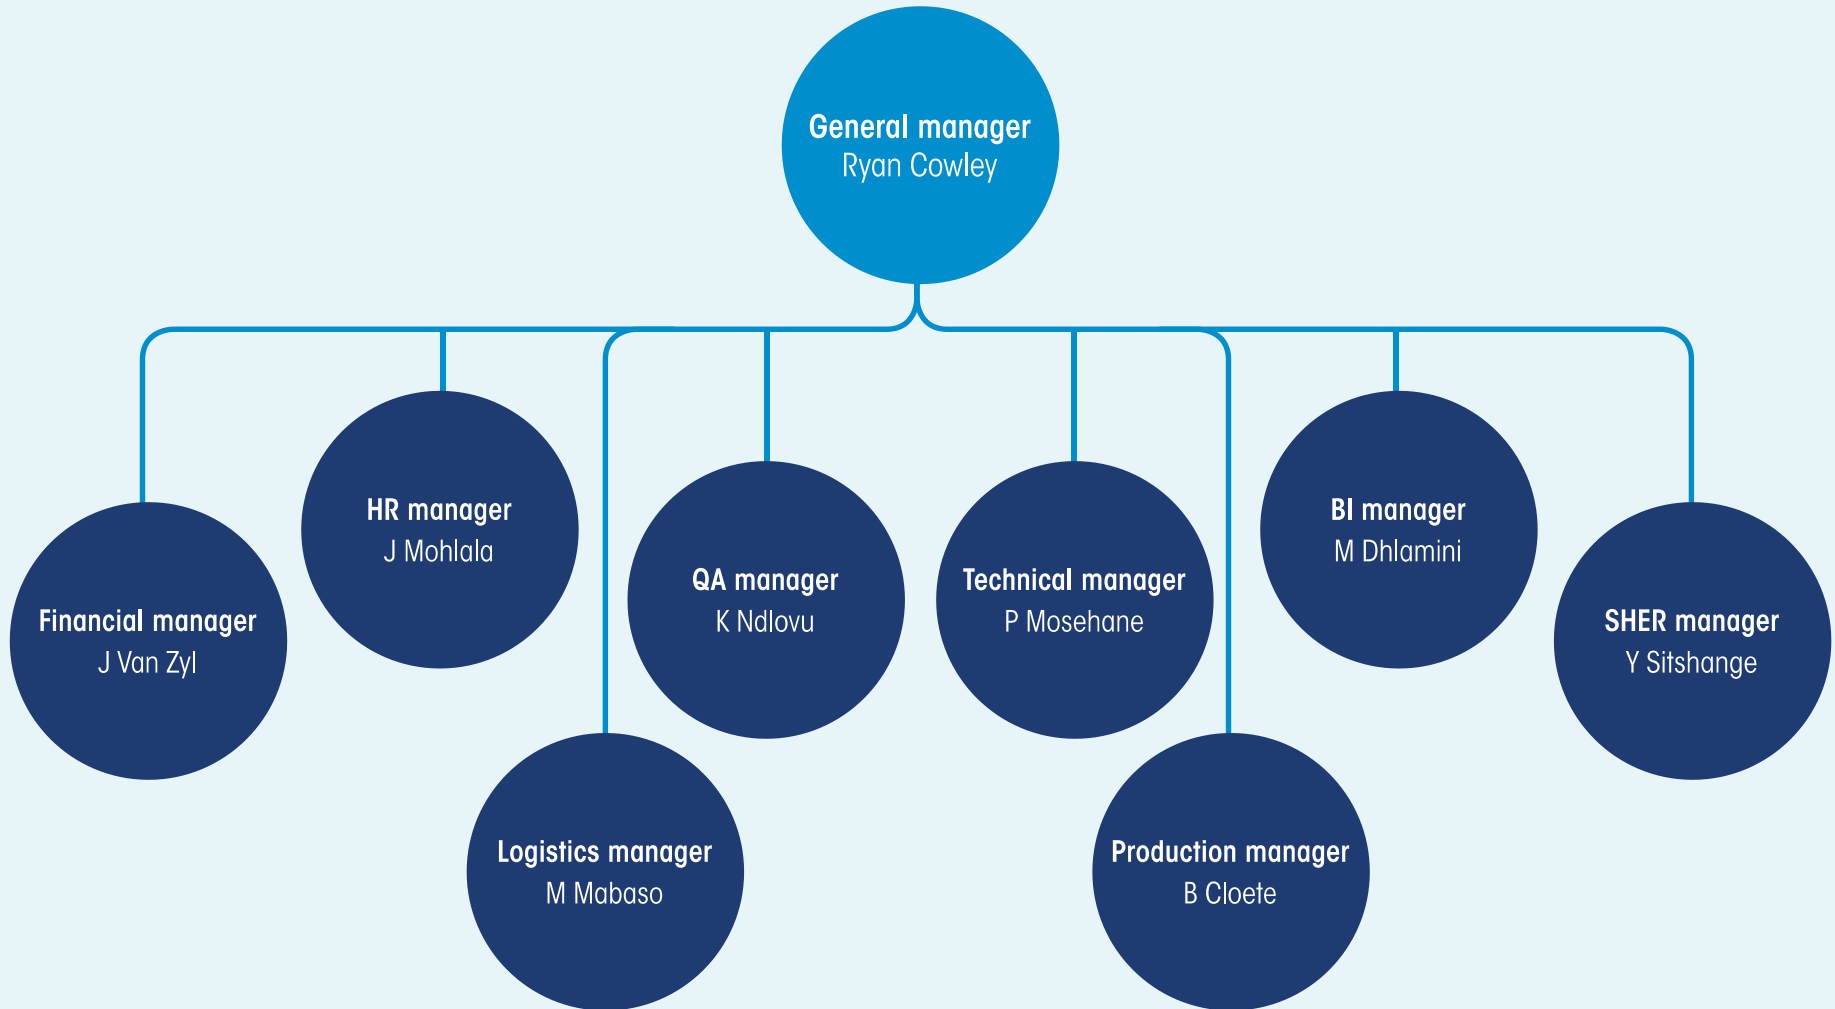 General manager
Ryan Cowley
HR manager
J Mohlala
BI manager
M Dhlamini
QA manager
K Ndlovu
Technical manager
P Mosehane
Financial manager
J Van Zyl
SHER manager
Y Sitshange
Logistics manager
M Mabaso
Production manager
B Cloete